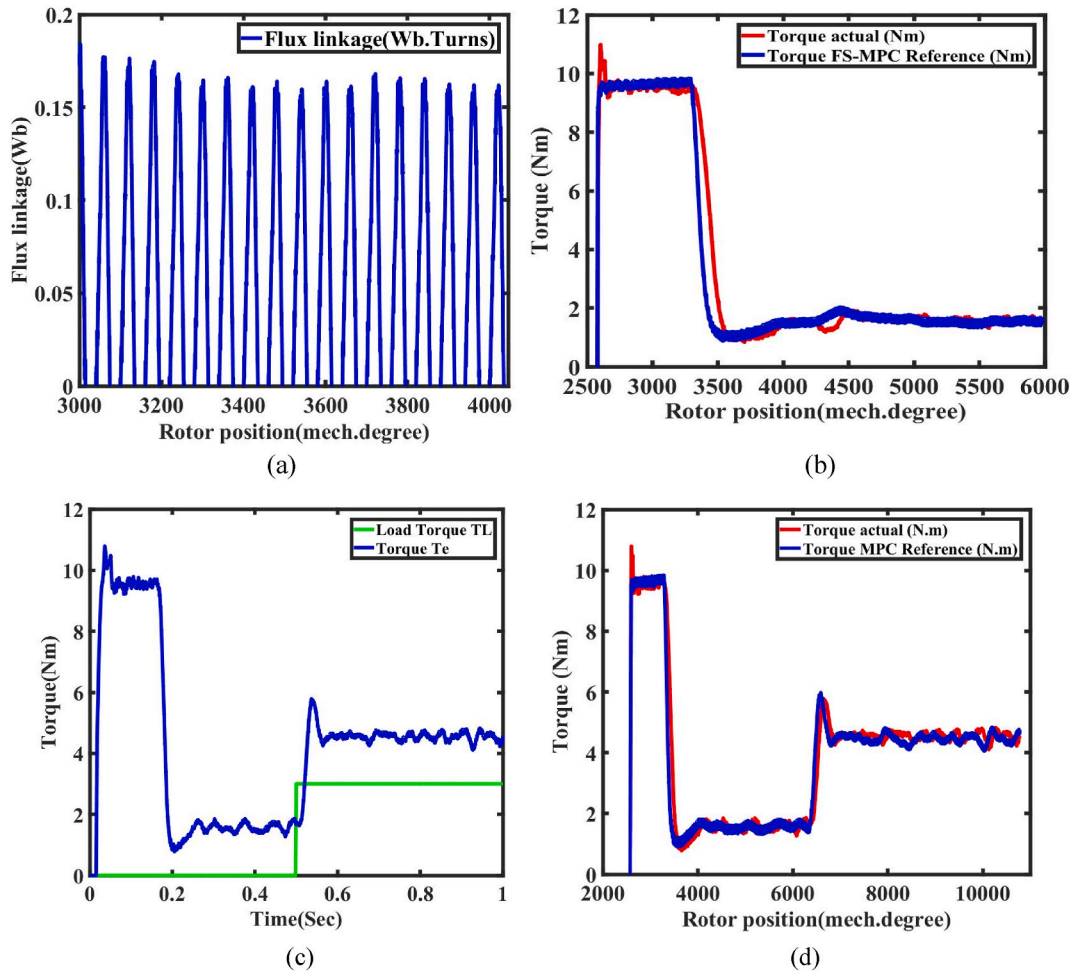 Flux linkage(Wb.Turns)
0.2
0.15
0.1
0.05
0
Flux linkage(Wb)
3000 3200 3400 3600 3800 4000
Rotor position(mech.degree)
(a)
Torque actual (Nm)
Torque FS-MPC Reference (Nm)
12
10
8
6
4
2
0
Torque (Nm)
2500 3000 3500 4000 4500 5000 5500 6000
Rotor position(mech.degree)
(b)
Load Torque TL
Torque Te
12
10
8
6
4
2
0
Torque(Nm)
0 0.2 0.4 0.6 0.8 1
Time(Sec)
(c)
Torque actual (N.m)
Torque MPC Reference (N.m)
12
10
8
6
4
2
0
Torque (Nm)
2000 4000 6000 8000 10000
Rotor position(mech.degree)
(d)